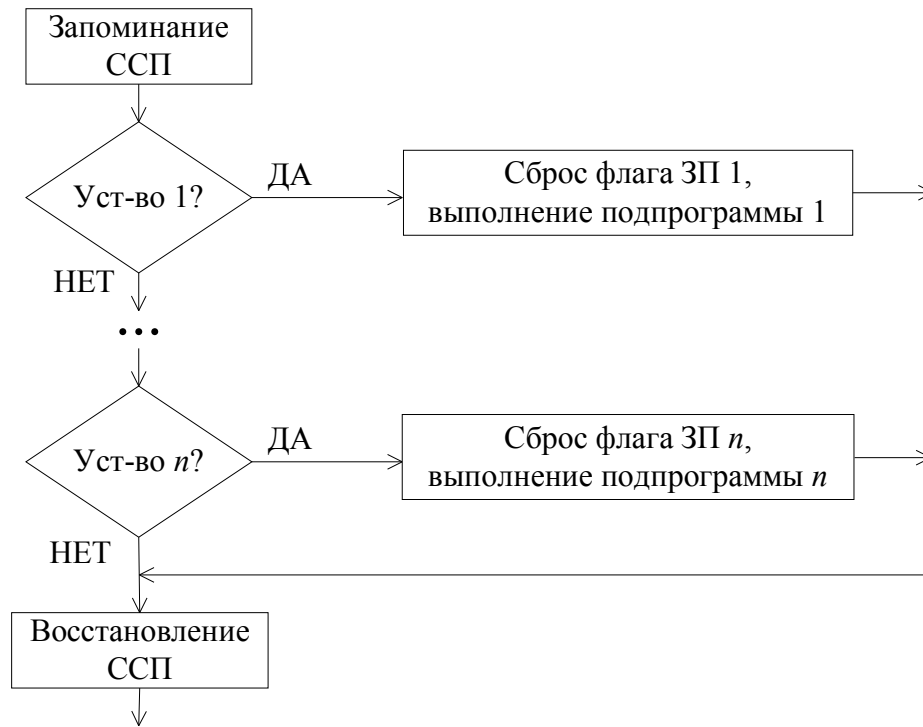 Запоминание
ССП
Уст-во 1?
ДА
Сброс флага ЗП 1,
выполнение подпрограммы 1
НЕТ
...
Уст-во n?
ДА
Сброс флага ЗП n,
выполнение подпрограммы n
НЕТ
Восстановление
ССП